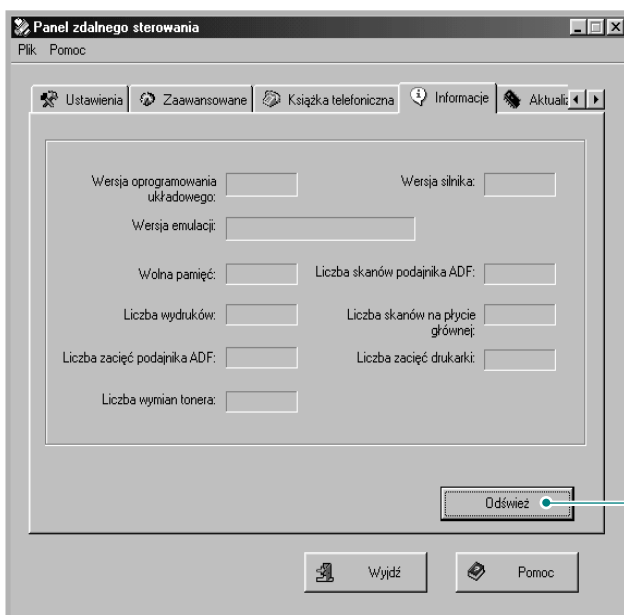 Panel zdalnego sterowania
Plik Pomoc
Ustawienia Zaawansowane Książka telefoniczna Informacje
Wersja oprogramowania Wersja silnika:
układowego:
Wersja emulacji:
Wolna pamięć: Liczba skanów podajnika ADF:
Liczba wydruków: Liczba skanów na płycie
głównej:
Liczba zacięć podajnika ADF: Liczba zacięć drukarki:
Liczba wymian tonera:
Odśwież
Wyjdź Pomoc